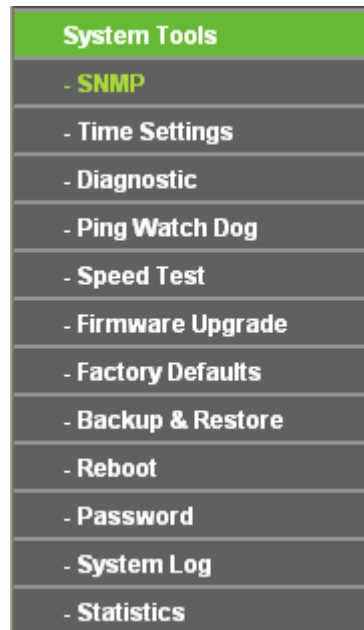 System Tools
- SNMP
- Time Settings
- Diagnostic
- Ping Watch Dog
- Speed Test
- Firmware Upgrade
- Factory Defaults
- Backup & Restore
- Reboot
- Password
- System Log
- Statistics